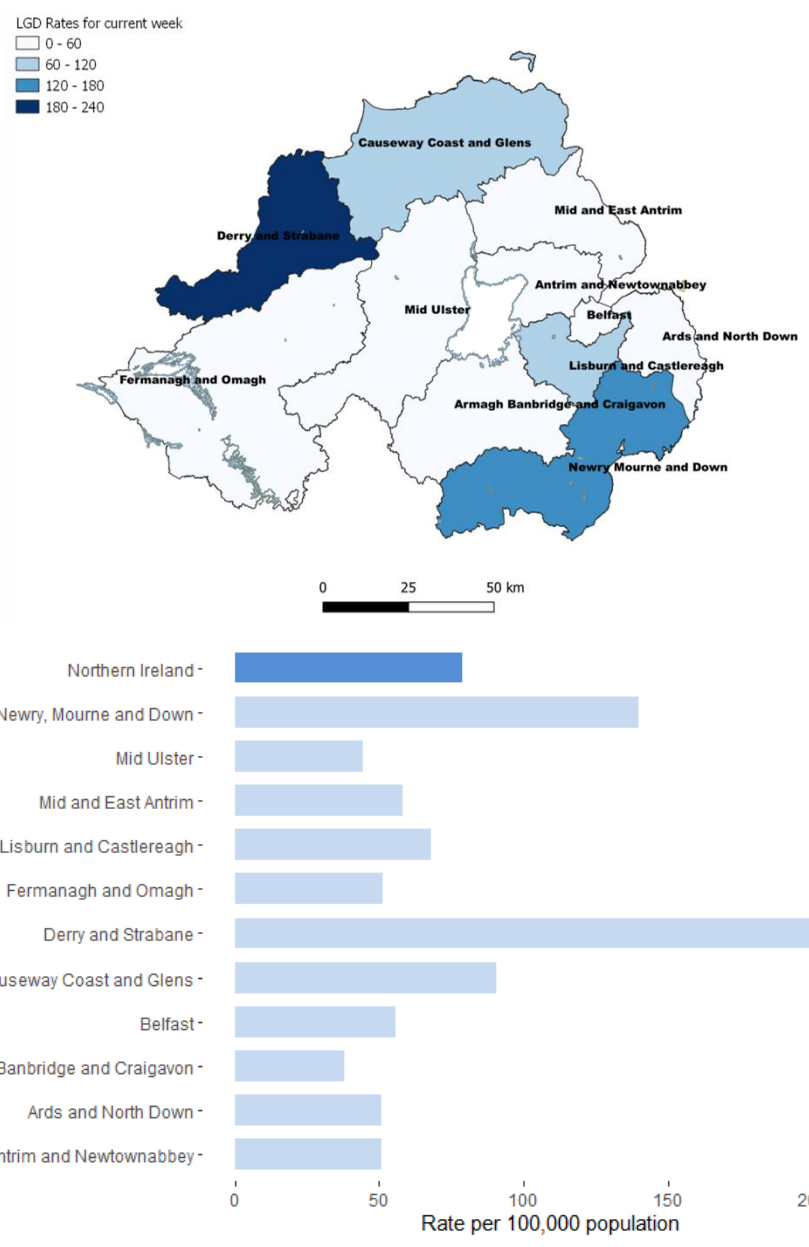 LGD Rates for current week
0 - 60
60 - 120
120 - 180
180 - 240
Causeway Coast and Glens
Mid and East Antrim
Derry and Strabane
Antrim and Newtownabbey
Mid Ulster
Belfast
Ards and North Down
Lisburn and Castlereagh
Fermanagh and Omagh
Armagh Banbridge and Craigavon
Newry Mourne and Down
0 25 50 km
Northern Ireland
Newry, Mourne and Down
Mid Ulster
Mid and East Antrim
Lisburn and Castlereagh
Fermanagh and Omagh
Derry and Strabane
useway Coast and Glens
Belfast
Banbridge and Craigavon
Ards and North Down
ntrim and Newtownabbey
0 50 100 150
Rate per 100,000 population